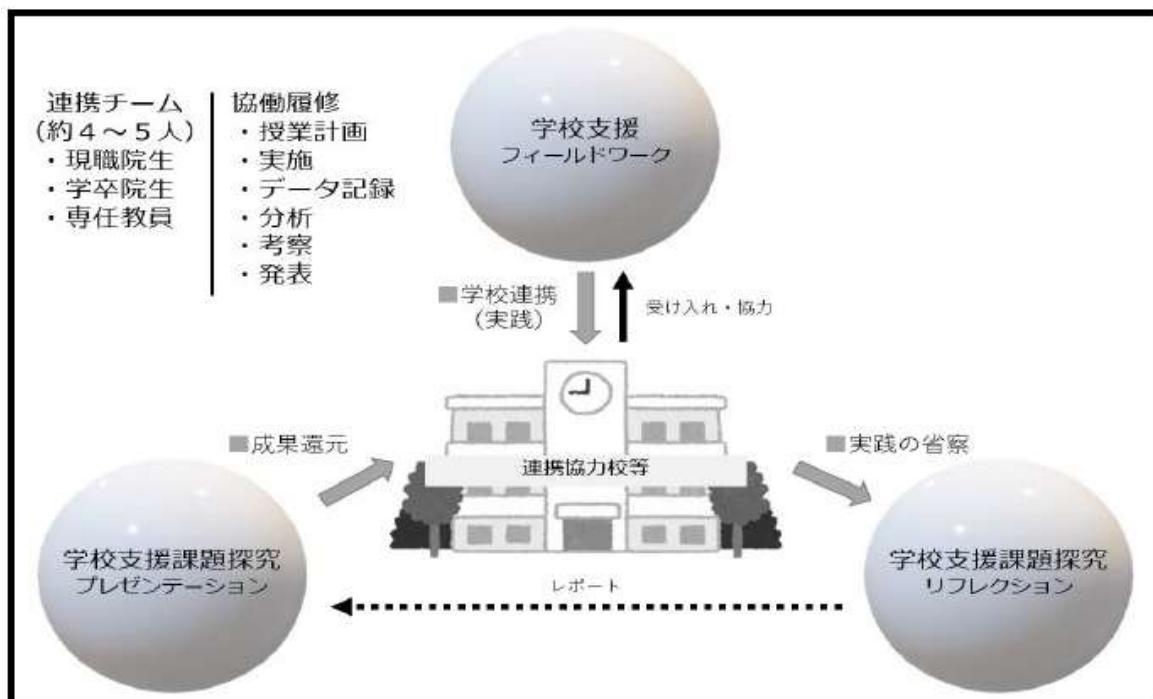 連携チーム
(約4～5人)
・現職院生
・学卒院生
・専任教員
協働履修
・授業計画
・実施
・データ記録
・分析
・考察
・発表
学校支援
フィールドワーク
■学校連携
(実践)
受け入れ・協力
■成果還元
■実践の省察
連携協力校等
学校支援課題探究
プレゼンテーション
レポート
学校支援課題探究
リフレクション